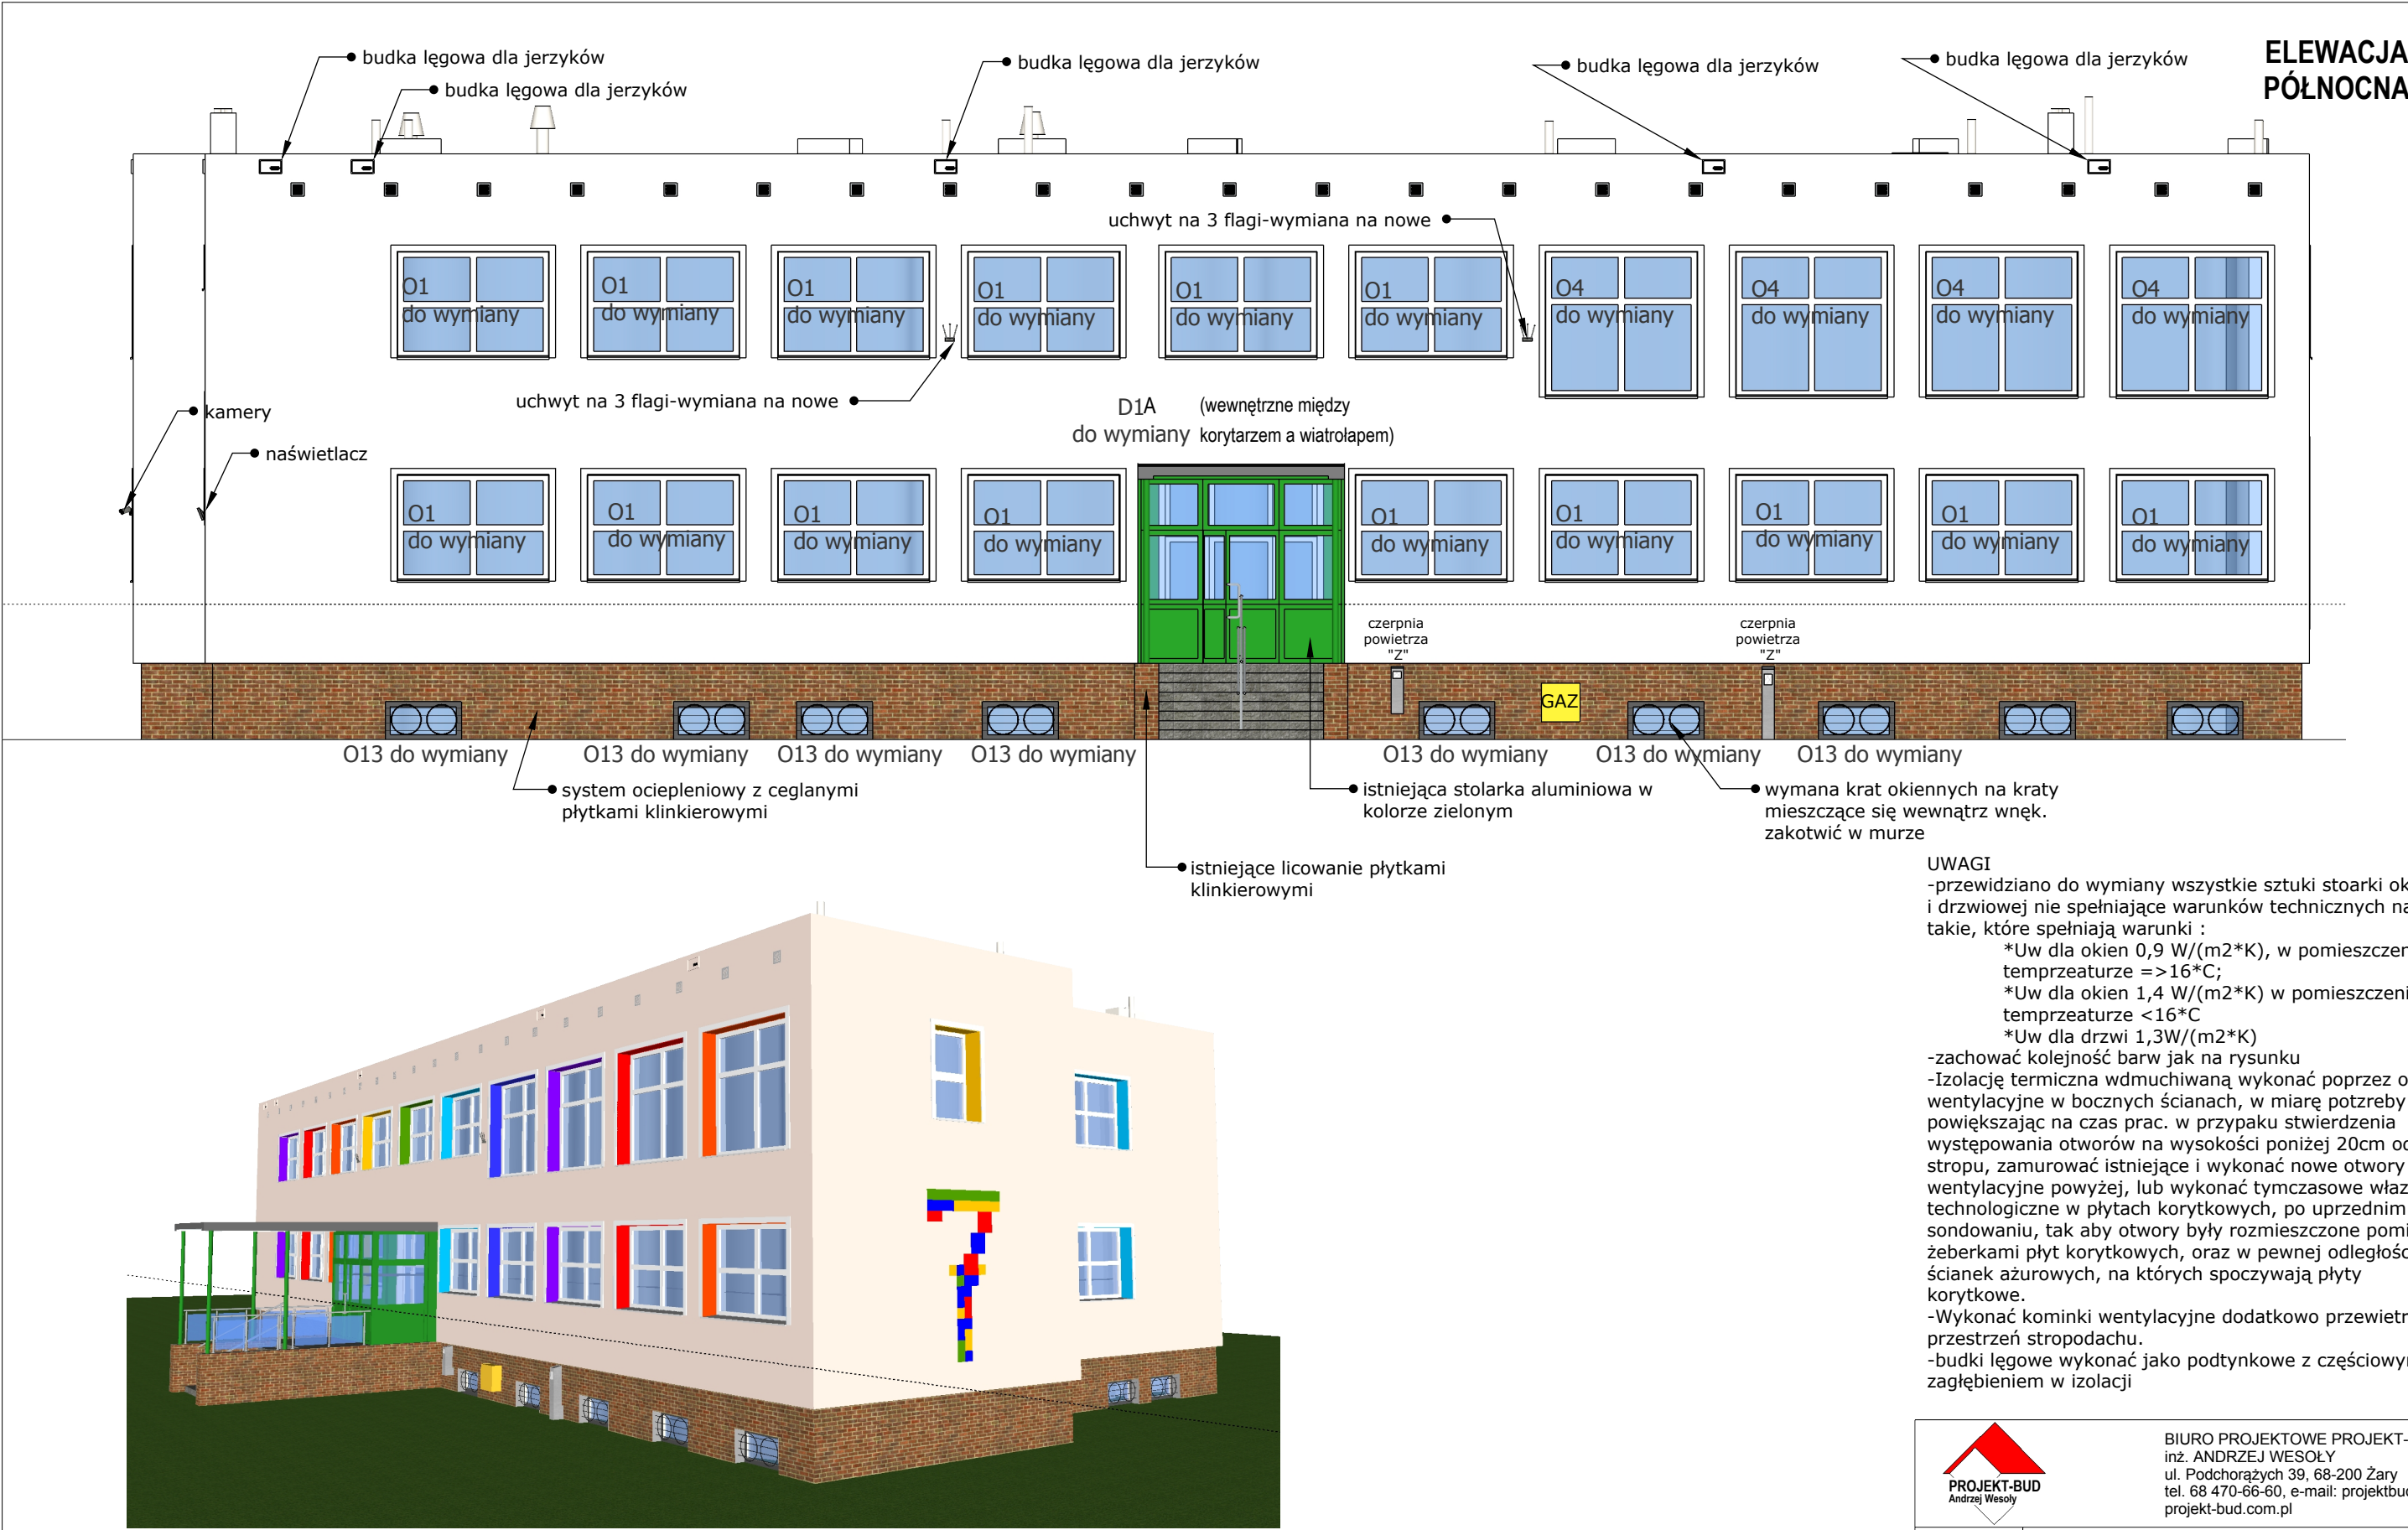 budka lęgowa dla jerzyków
budka lęgowa dla jerzyków
budka lęgowa dla jerzyków
budka lęgowa dla jerzyków
budka lęgowa dla jerzyków
ELEWACJA
PÓŁNOCNA
uchwyt na 3 flagi-wymiana na nowe
O1
do wymiany
O1
do wymiany
O1
do wymiany
O1
do wymiany
O1
do wymiany
O1
do wymiany
O4
do wymiany
O4
do wymiany
O4
do wymiany
O4
do wymiany
uchwyt na 3 flagi-wymiana na nowe
kamery
naświetlacz
D1A (wewnętrzne między
do wymiany korytarzem a wiatrołapem)
O1
do wymiany
O1
do wymiany
O1
do wymiany
O1
do wymiany
O1
do wymiany
O1
do wymiany
O1
do wymiany
O1
do wymiany
O1
do wymiany
czerpnia
powietrza
"Z"
czerpnia
powietrza
"Z"
GAZ
O13 do wymiany
O13 do wymiany
O13 do wymiany
O13 do wymiany
O13 do wymiany
O13 do wymiany
O13 do wymiany
system ociepleniowy z ceglanymi
płytkami klinkierowymi
istniejąca stolarka aluminiowa w
kolorze zielonym
wymana krat okiennych na kraty
mieszczące się wewnątrz wnęk.
zakotwić w murze
istniejące licowanie płytkami
klinkierowymi
UWAGI
-przewidziano do wymiany wszystkie sztuki stoarki ok
i drzwiowej nie spełniające warunków technicznych na
takie, które spełniają warunki :
*Uw dla okien 0,9 W/(m2*K), w pomieszczen
temprzeaturze =>16*C;
*Uw dla okien 1,4 W/(m2*K) w pomieszczeni
temprzeaturze <16*C
*Uw dla drzwi 1,3W/(m2*K)
-zachować kolejność barw jak na rysunku
-Izolację termiczna wdmuchiwaną wykonać poprzez o
wentylacyjne w bocznych ścianach, w miarę potzreby
powiększając na czas prac. w przypaku stwierdzenia
występowania otworów na wysokości poniżej 20cm od
stropu, zamurować istniejące i wykonać nowe otwory
wentylacyjne powyżej, lub wykonać tymczasowe właz
technologiczne w płytach korytkowych, po uprzednim
sondowaniu, tak aby otwory były rozmieszczone pomi
żeberkami płyt korytkowych, oraz w pewnej odległośc
ścianek ażurowych, na których spoczywają płyty
korytkowe.
-Wykonać kominki wentylacyjne dodatkowo przewietr
przestrzeń stropodachu.
-budki lęgowe wykonać jako podtynkowe z częściowym
zagłębieniem w izolacji
PROJEKT-BUD
Andrzej Wesoły
BIURO PROJEKTOWE PROJEKT-
inż. ANDRZEJ WESOŁY
ul. Podchorążych 39, 68-200 Żary
tel. 68 470-66-60, e-mail: projektbud
projekt-bud.com.pl